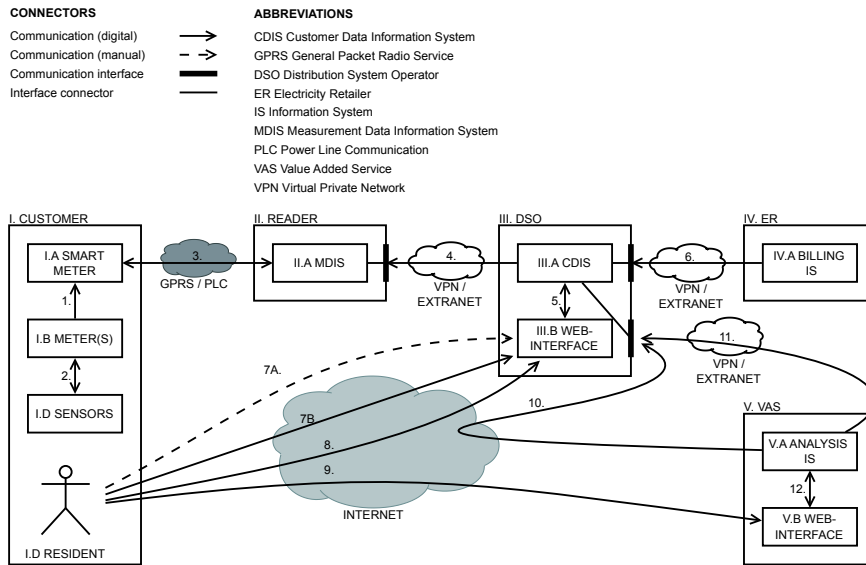 CONNECTORS
Communication (digital)
Communication (manual)
Communication interface
Interface connector
ABBREVIATIONS
CDIS Customer Data Information System
GPRS General Packet Radio Service
DSO Distribution System Operator
ER Electricity Retailer
IS Information System
MDIS Measurement Data Information System
PLC Power Line Communication
VAS Value Added Service
VPN Virtual Private Network
I. CUSTOMER
I.A SMART
METER
1.
I.B METER(S)
2.
I.D SENSORS
I.D RESIDENT
3.
GPRS / PLC
II. READER
II.A MDIS
4.
VPN /
EXTRANET
III. DSO
III.A CDIS
5.
III.B WEB-
INTERFACE
6.
VPN /
EXTRANET
IV. ER
IV.A BILLING
IS
11.
VPN /
EXTRANET
7A.
7B
8.
9.
10.
INTERNET
V. VAS
V.A ANALYSIS
IS
12.
V.B WEB-
INTERFACE